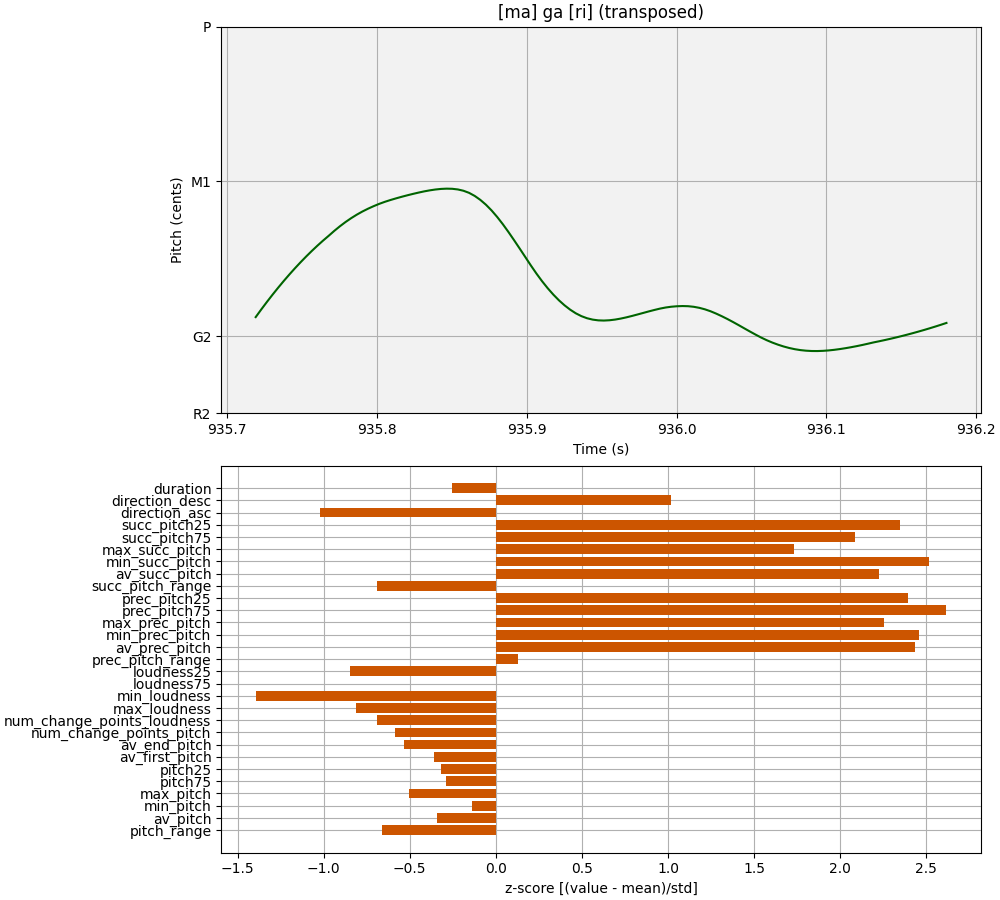 [ma] ga [ri] (transposed)
P
M1
G2
R2
Pitch (cents)
935.7 935.8 935.9 936.0 936.1 936.2
Time (s)
duration
direction_desc
direction_asc
succ_pitch25
succ_pitch75
max_succ_pitch
min_succ_pitch
av_succ_pitch
succ_pitch_range
prec_pitch25
prec_pitch75
max_prec_pitch
min_prec_pitch
av_prec_pitch
prec_pitch_range
loudness25
loudness75
min_loudness
max_loudness
num_change_points_loudness
num_change_points_pitch
av_end_pitch
av_first_pitch
pitch25
pitch75
max_pitch
min_pitch
av_pitch
pitch_range
−1.5 −1.0 −0.5 0.0 0.5 1.0 1.5 2.0 2.5
z-score [(value - mean)/std]